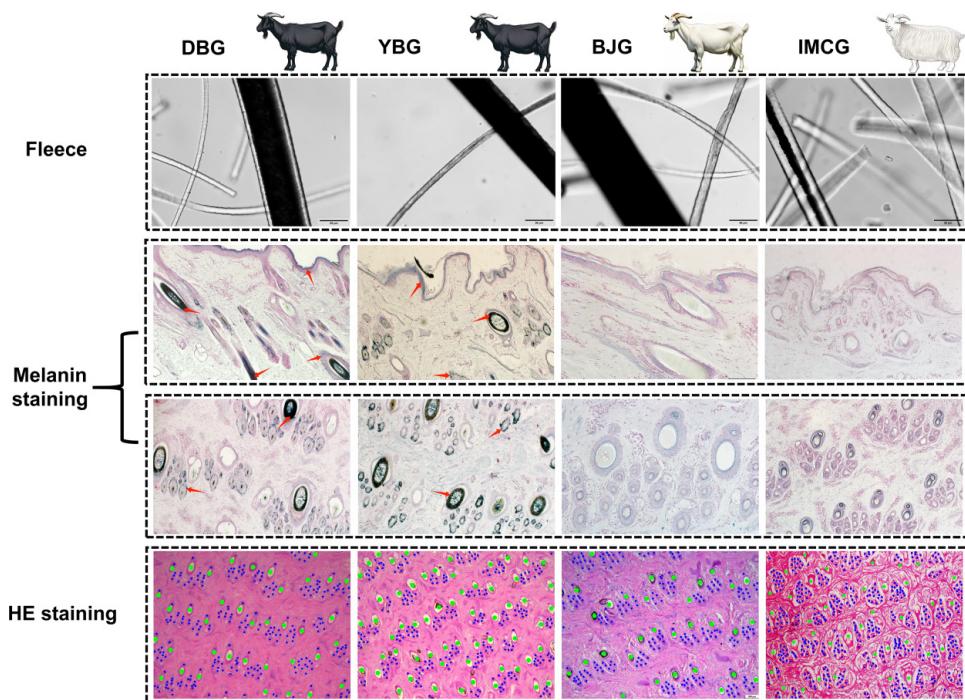 DBG
YBG
BJG
IMCG
Fleece
Melanin
staining
HE staining